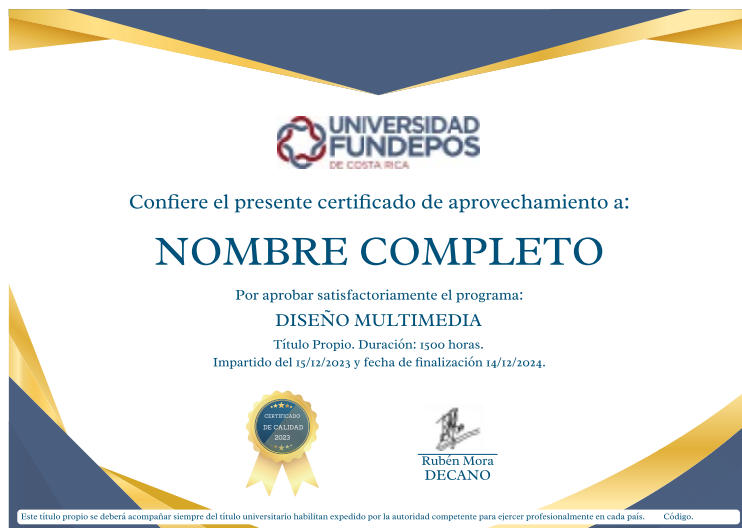 UNIVERSIDAD
FUNDEPOS
DE COSTA RICA
Confiere el presente certificado de aprovechamiento a:
NOMBRE COMPLETO
Por aprobar satisfactoriamente el programa:
DISEÑO MULTIMEDIA
Título Propio. Duración: 1500 horas.
Impartido del 15/12/2023 y fecha de finalización 14/12/2024.
CERTIFICADO
DE CALIDAD
2023
Rubén Mora
DECANO
Este título propio se deberá acompañar siempre del título universitario habilitan expedido por la autoridad competente para ejercer profesionalmente en cada país. Código.